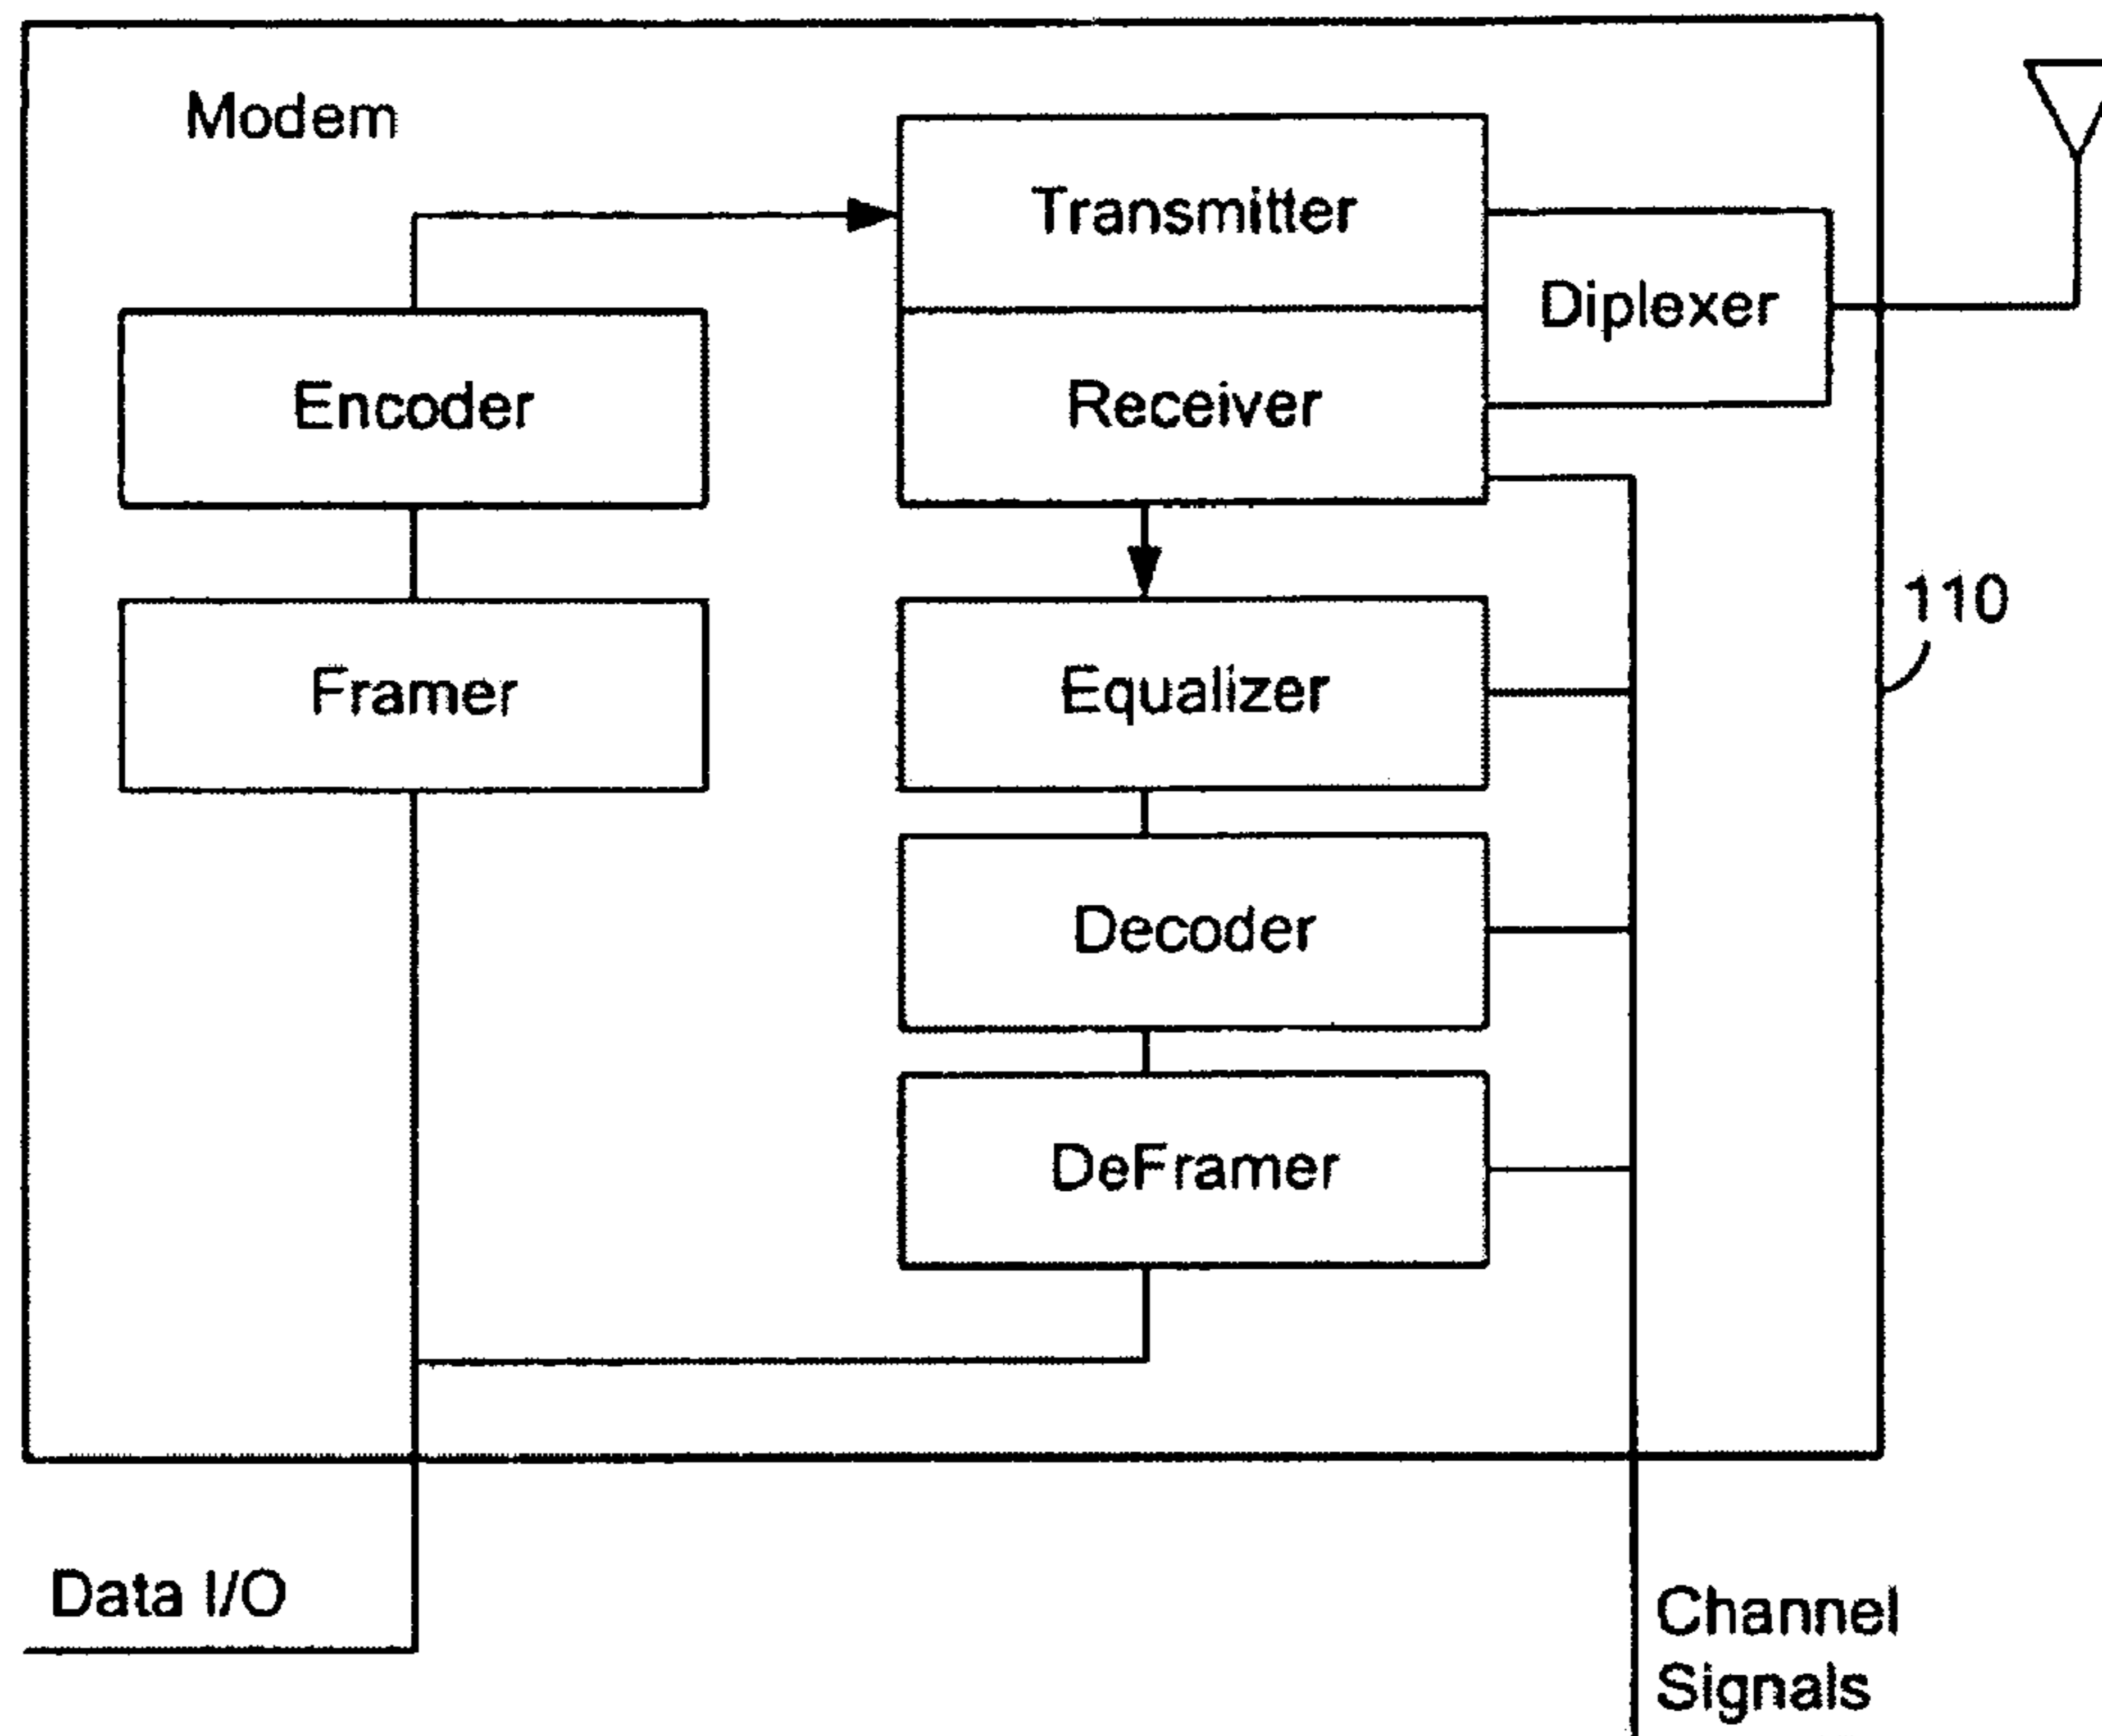 Modem
Transmitter
Diplexer
Encoder
Receiver
110
Framer
Equalizer
Decoder
DeFramer
Data I/O
Channel
Signals